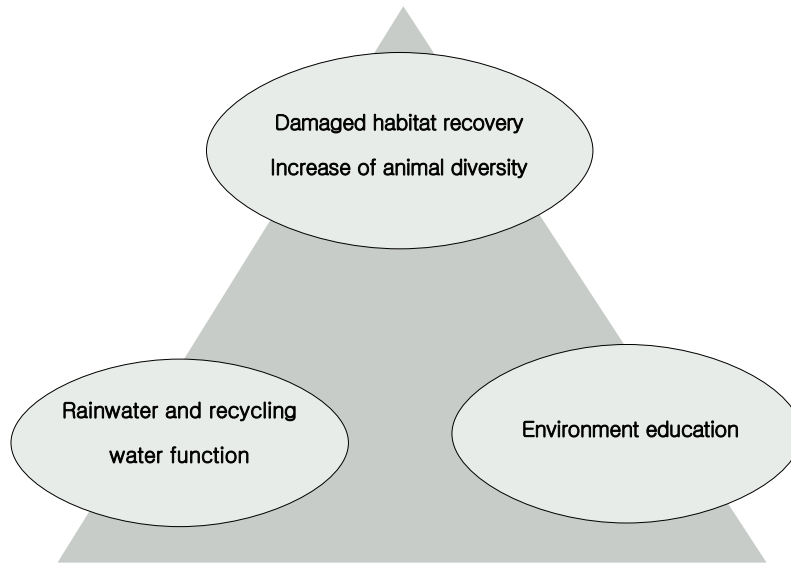 Damaged habitat recovery
Increase of animal diversity
Rainwater and recycling
water function
Environment education